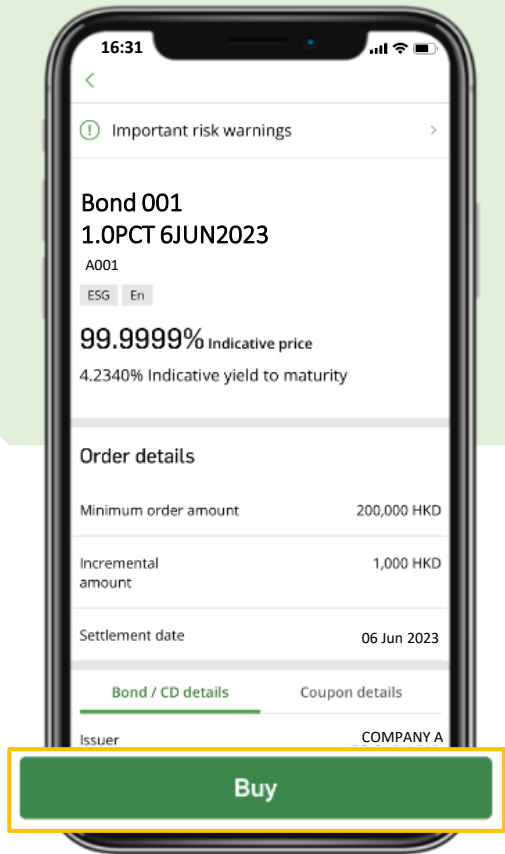 16:31
Important risk warnings
Bond 001
1.0PCT 6JUN2023
A001
ESG En
99.9999% Indicative price
4.2340% Indicative yield to maturity
Order details
Minimum order amount 200,000 HKD
Incremental
amount 1,000 HKD
Settlement date 06 Jun 2023
Bond / CD details Coupon details
Issuer COMPANY A
Buy